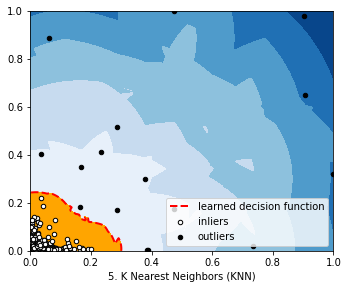 1.0
0.8
0.6
0.4
0.2
0.0
learned decision function
inliers
outliers
0.0 0.2 0.4 0.6 0.8 1.0
5. K Nearest Neighbors (KNN)